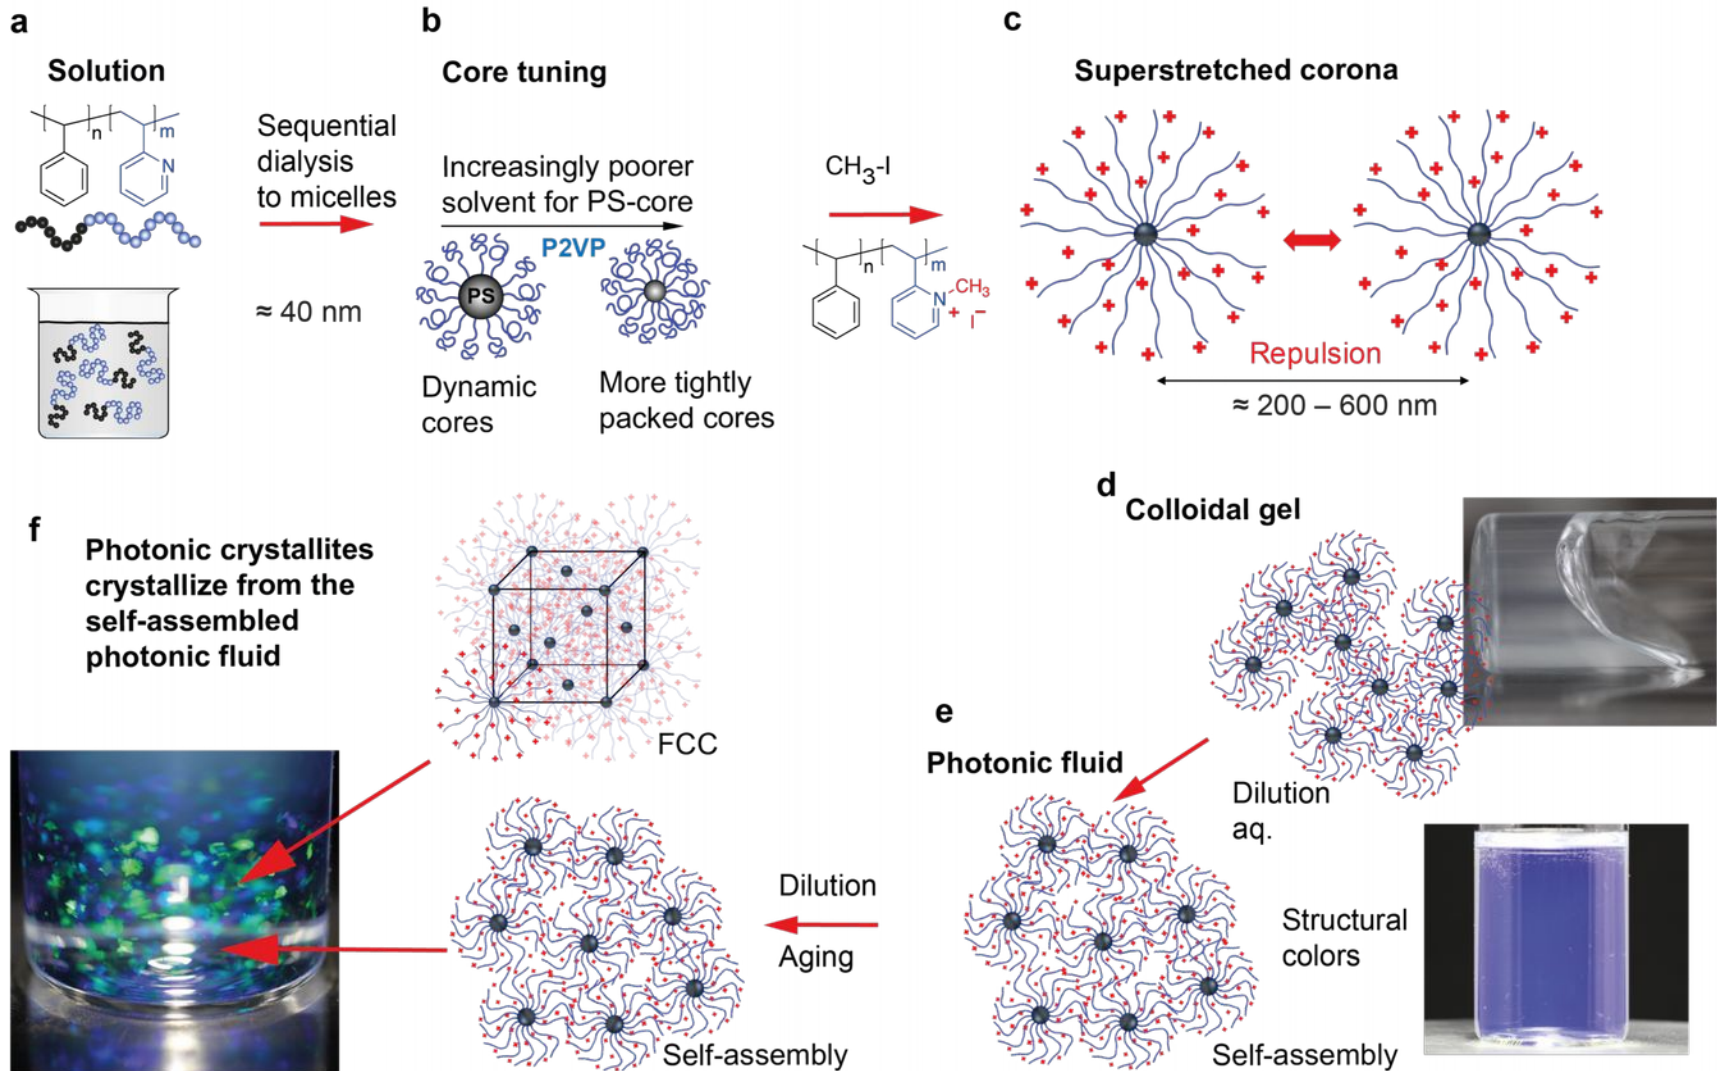 a
Solution
n
m
N
Sequential
dialysis
to micelles
≈ 40 nm
b
Core tuning
Increasingly poorer
solvent for PS-core
P2VP
PS
Dynamic
cores
More tightly
packed cores
CH3-I
n
m
N
CH3
+
I−
c
Superstretched corona
Repulsion
≈ 200 – 600 nm
d
Colloidal gel
Dilution
aq.
e
Photonic fluid
Structural
colors
Self-assembly
Dilution
Aging
f
Photonic crystallites
crystallize from the
self-assembled
photonic fluid
FCC
Self-assembly